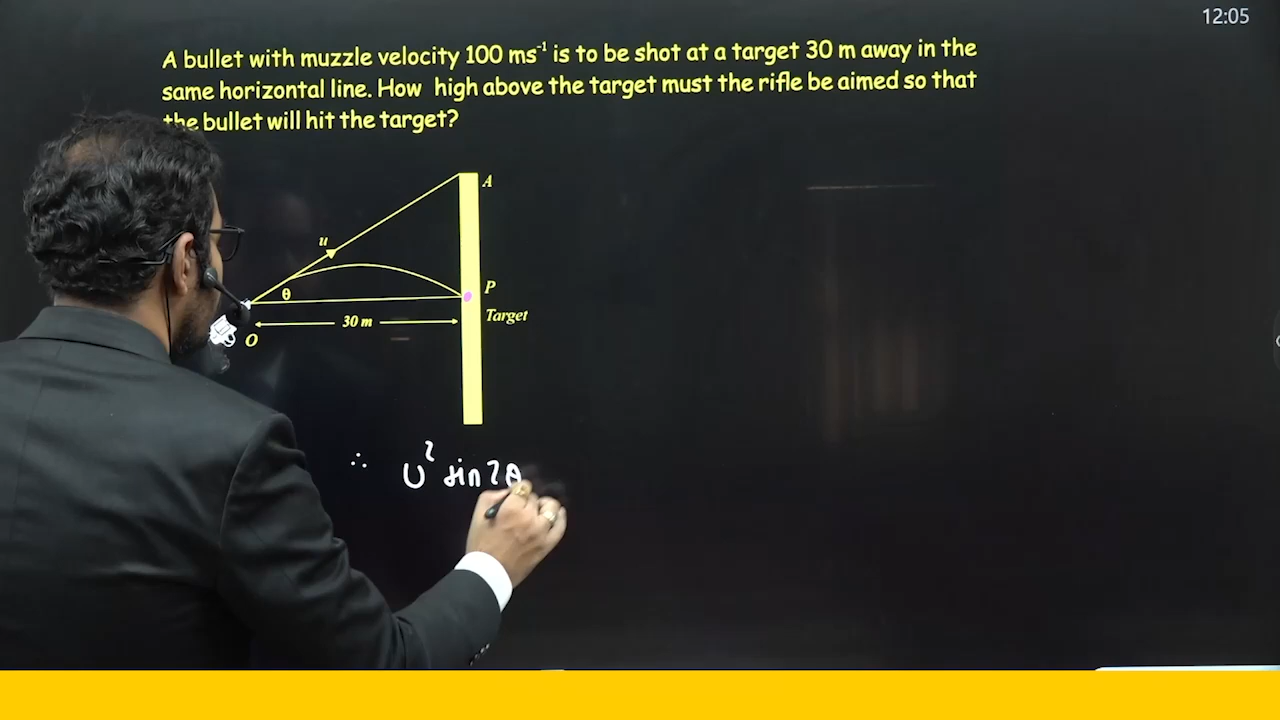 12:05
A bullet with muzzle velocity 100 ms⁻¹ is to be shot at a target 30 m away in the
same horizontal line. How high above the target must the rifle be aimed so that
the bullet will hit the target?
A
u
P
θ
Target
30 m
O
∴ U² sin 2θ